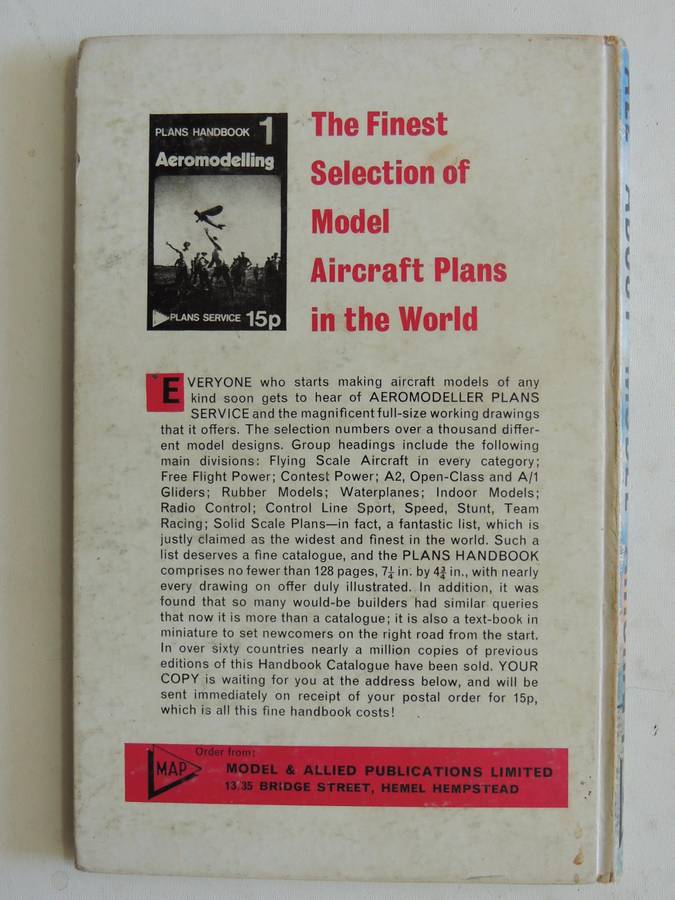 PLANS HANDBOOK 1
Aeromodelling
PLANS SERVICE 15p
The Finest
Selection of
Model
Aircraft Plans
in the World
EVERYONE who starts making aircraft models of any
kind soon gets to hear of AEROMODELLER PLANS
SERVICE and the magnificent full-size working drawings
that it offers. The selection numbers over a thousand differ-
ent model designs. Group headings include the following
main divisions: Flying Scale Aircraft in every category;
Free Flight Power; Contest Power; A2, Open-Class and A/1
Gliders; Rubber Models; Waterplanes; Indoor Models;
Radio Control; Control Line Sport, Speed, Stunt, Team
Racing; Solid Scale Plans—in fact, a fantastic list, which is
justly claimed as the widest and finest in the world. Such a
list deserves a fine catalogue, and the PLANS HANDBOOK
comprises no fewer than 128 pages, 7¼ in. by 4¾ in., with nearly
every drawing on offer duly illustrated. In addition, it was
found that so many would-be builders had similar queries
that now it is more than a catalogue; it is also a text-book in
miniature to set newcomers on the right road from the start.
In over sixty countries nearly a million copies of previous
editions of this Handbook Catalogue have been sold. YOUR
COPY is waiting for you at the address below, and will be
sent immediately on receipt of your postal order for 15p,
which is all this fine handbook costs!
Order from:
MAP
MODEL & ALLIED PUBLICATIONS LIMITED
13/35 BRIDGE STREET, HEMEL HEMPSTEAD